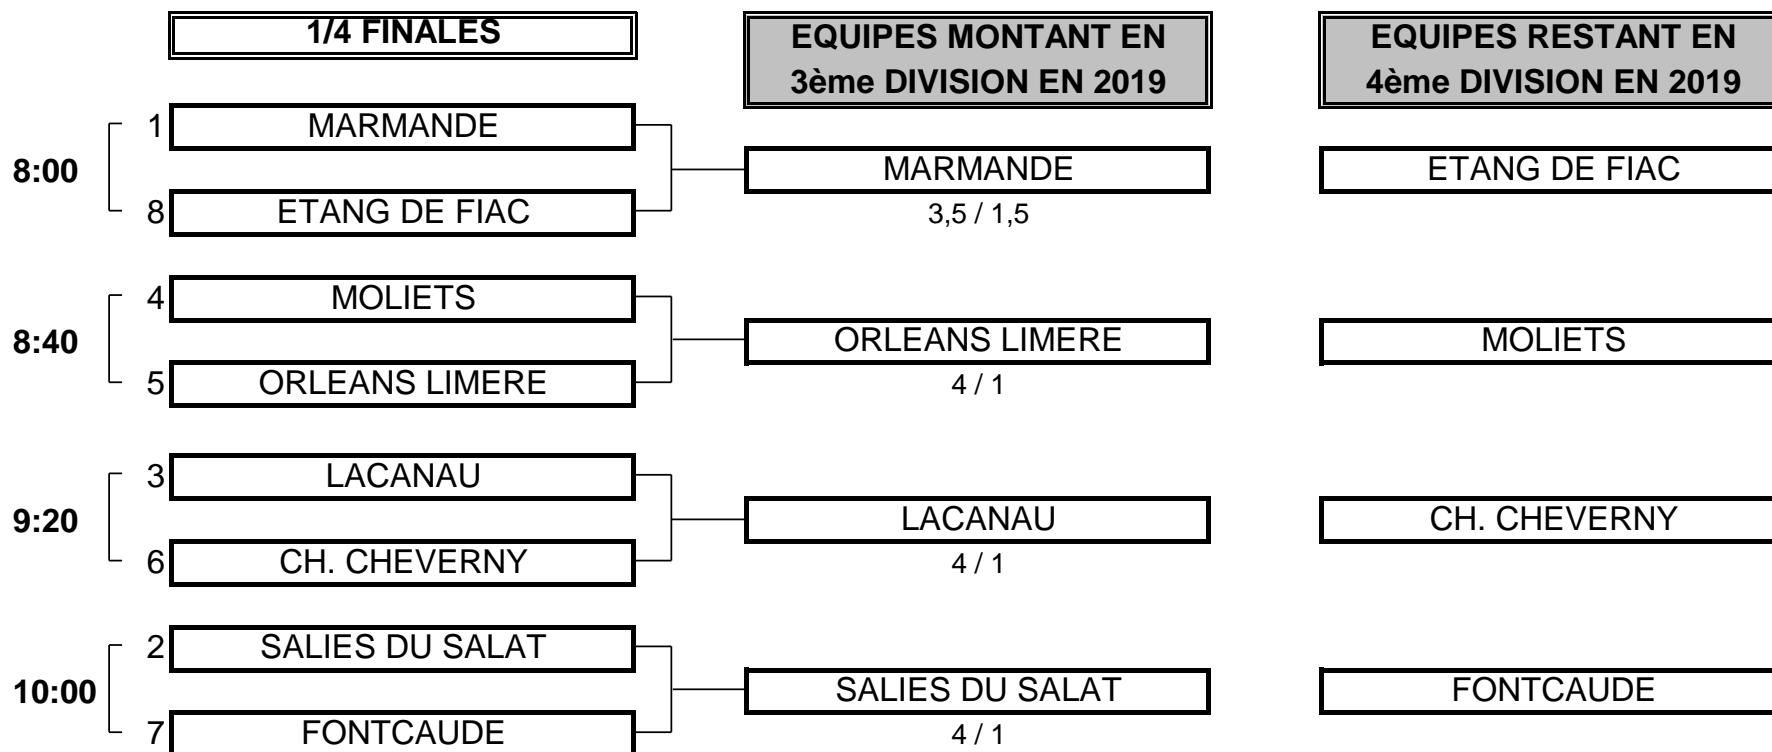 1/4 FINALES
EQUIPES MONTANT EN
3ème DIVISION EN 2019
EQUIPES RESTANT EN
4ème DIVISION EN 2019
8:00
1 MARMANDE
8 ETANG DE FIAC
MARMANDE
3,5 / 1,5
ETANG DE FIAC
8:40
4 MOLIETS
5 ORLEANS LIMERE
ORLEANS LIMERE
4 / 1
MOLIETS
9:20
3 LACANAU
6 CH. CHEVERNY
LACANAU
4 / 1
CH. CHEVERNY
10:00
2 SALIES DU SALAT
7 FONTCAUDE
SALIES DU SALAT
4 / 1
FONTCAUDE